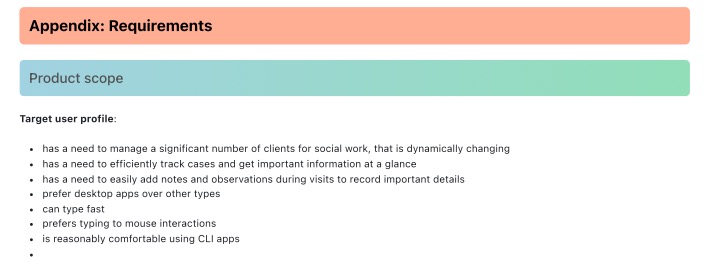 Appendix: Requirements
Product scope
Target user profile:
• has a need to manage a significant number of clients for social work, that is dynamically changing
• has a need to efficiently track cases and get important information at a glance
• has a need to easily add notes and observations during visits to record important details
• prefer desktop apps over other types
• can type fast
• prefers typing to mouse interactions
• is reasonably comfortable using CLI apps
•